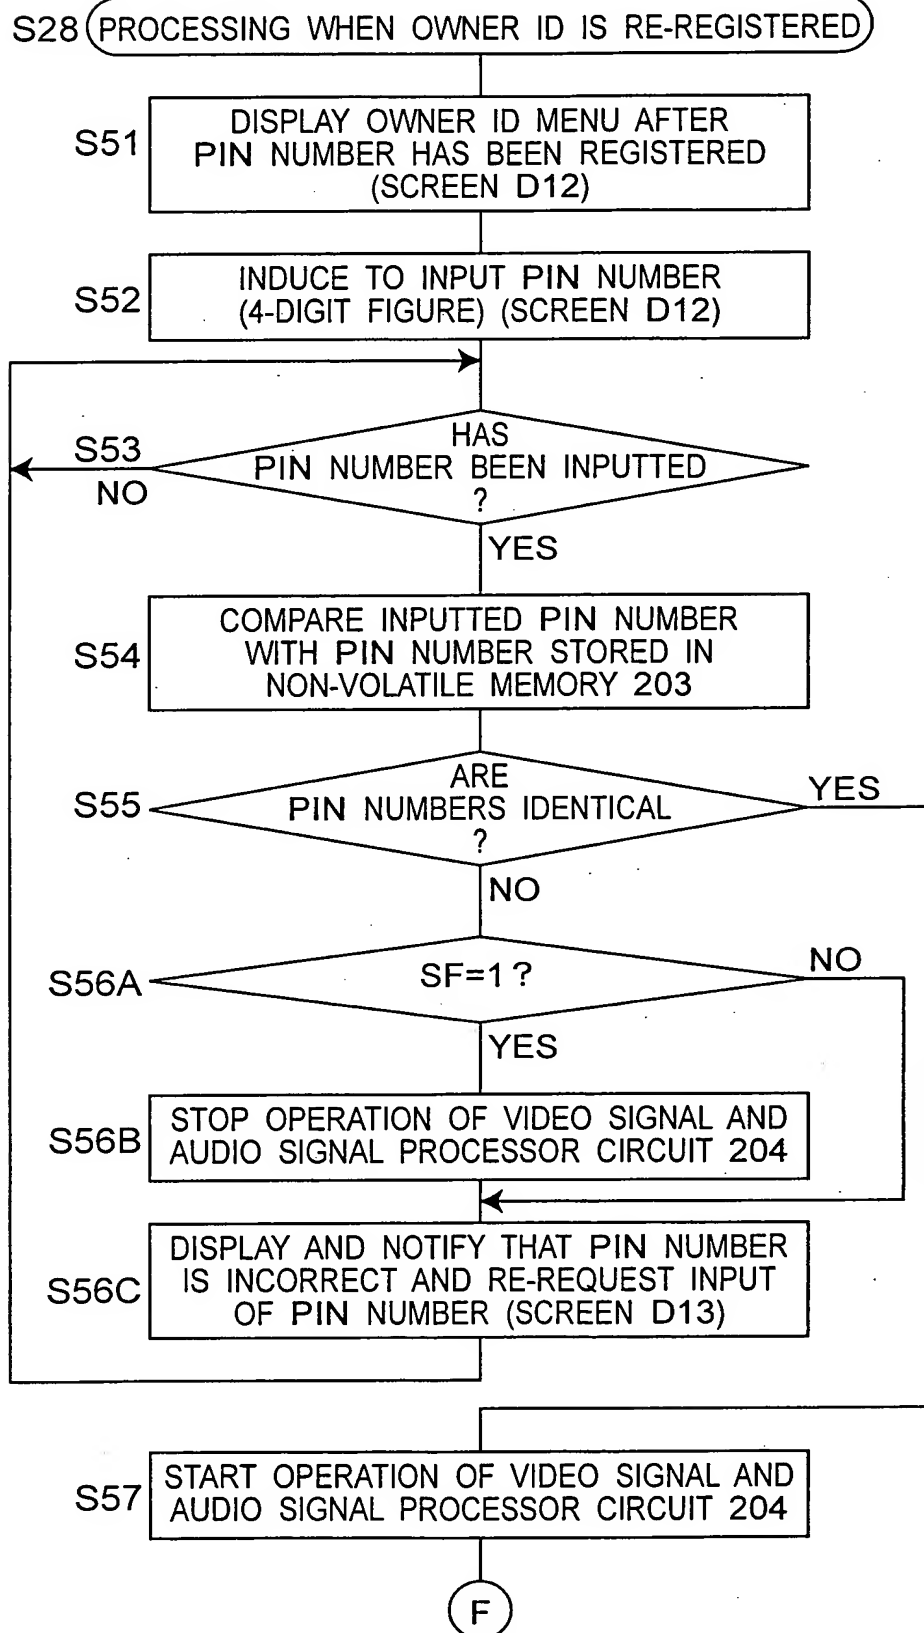 S28 PROCESSING WHEN OWNER ID IS RE-REGISTERED
S51
DISPLAY OWNER ID MENU AFTER
PIN NUMBER HAS BEEN REGISTERED
(SCREEN D12)
S52
INDUCE TO INPUT PIN NUMBER
(4-DIGIT FIGURE) (SCREEN D12)
S53
NO
HAS
PIN NUMBER BEEN INPUTTED
?
YES
S54
COMPARE INPUTTED PIN NUMBER
WITH PIN NUMBER STORED IN
NON-VOLATILE MEMORY 203
S55
ARE
PIN NUMBERS IDENTICAL
?
YES
NO
S56A
SF=1?
NO
YES
S56B
STOP OPERATION OF VIDEO SIGNAL AND
AUDIO SIGNAL PROCESSOR CIRCUIT 204
S56C
DISPLAY AND NOTIFY THAT PIN NUMBER
IS INCORRECT AND RE-REQUEST INPUT
OF PIN NUMBER (SCREEN D13)
S57
START OPERATION OF VIDEO SIGNAL AND
AUDIO SIGNAL PROCESSOR CIRCUIT 204
F